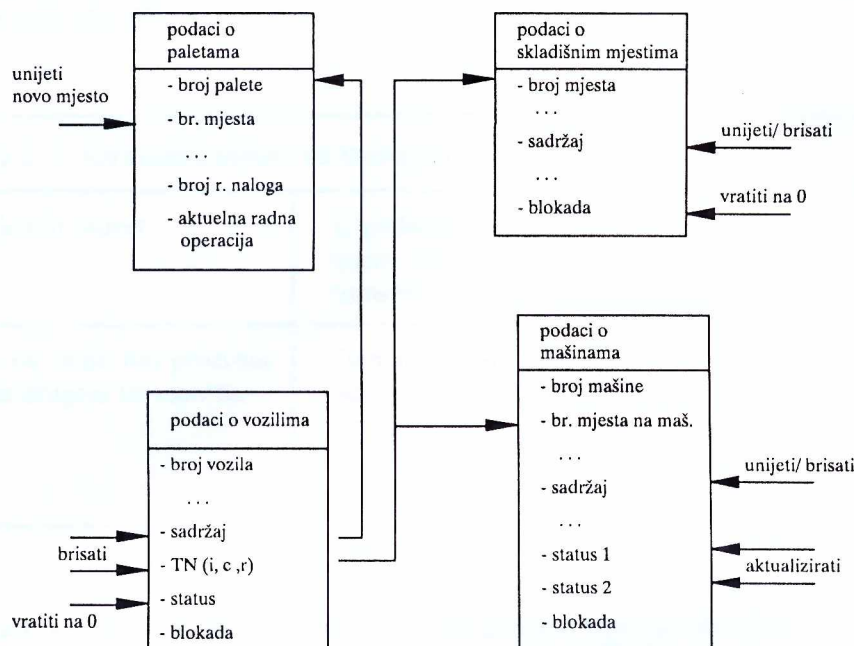 podaci o
paletama
- broj palete
- br. mjesta
...
- broj r. naloga
- aktuelna radna
operacija
unijeti
novo mjesto
podaci o
skladišnim mjestima
- broj mjesta
...
- sadržaj
...
- blokada
unijeti/ brisati
vratiti na 0
podaci o vozilima
- broj vozila
...
- sadržaj
- TN (i, c ,r)
- status
- blokada
brisati
vratiti na 0
podaci o
mašinama
- broj mašine
- br. mjesta na maš.
...
- sadržaj
...
- status 1
- status 2
- blokada
unijeti/ brisati
aktualizirati